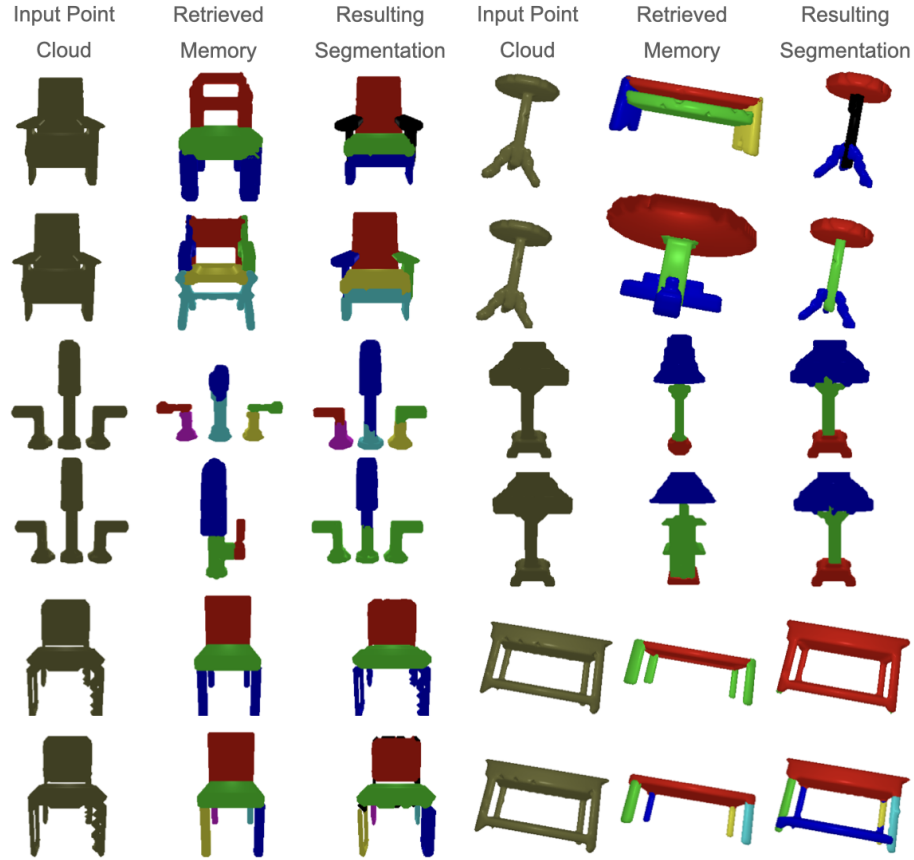 Input Point Retrieved Resulting Input Point Retrieved Resulting
Cloud Memory Segmentation Cloud Memory Segmentation